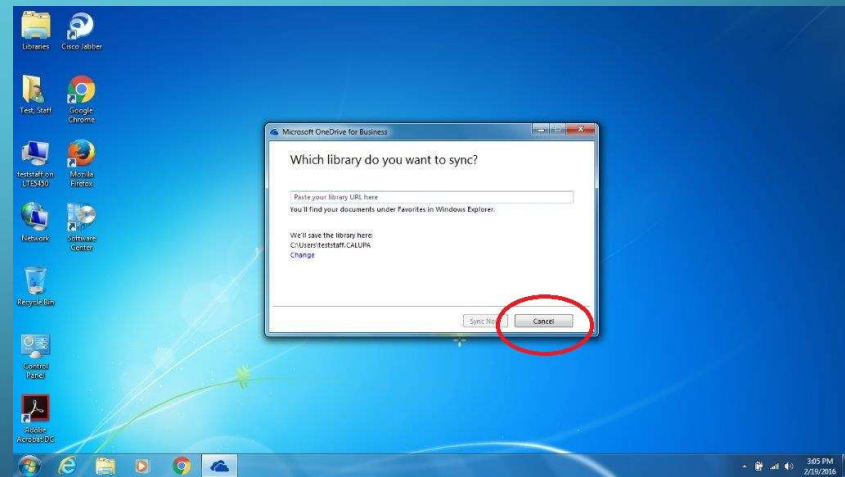 Libraries
Cisco Jabber
Test, Staff
Google
Chrome
teststaff on
LTE5450
Mozilla
Firefox
Network
Software
Center
Recycle Bin
Control
Panel
Adobe
Acrobat DC
Microsoft OneDrive for Business
Which library do you want to sync?
Paste your library URL here
You'll find your documents under Favorites in Windows Explorer.
We'll save the library here:
C:\Users\teststaff.CALUPA
Change
Sync Now
Cancel
3:05 PM
2/19/2016